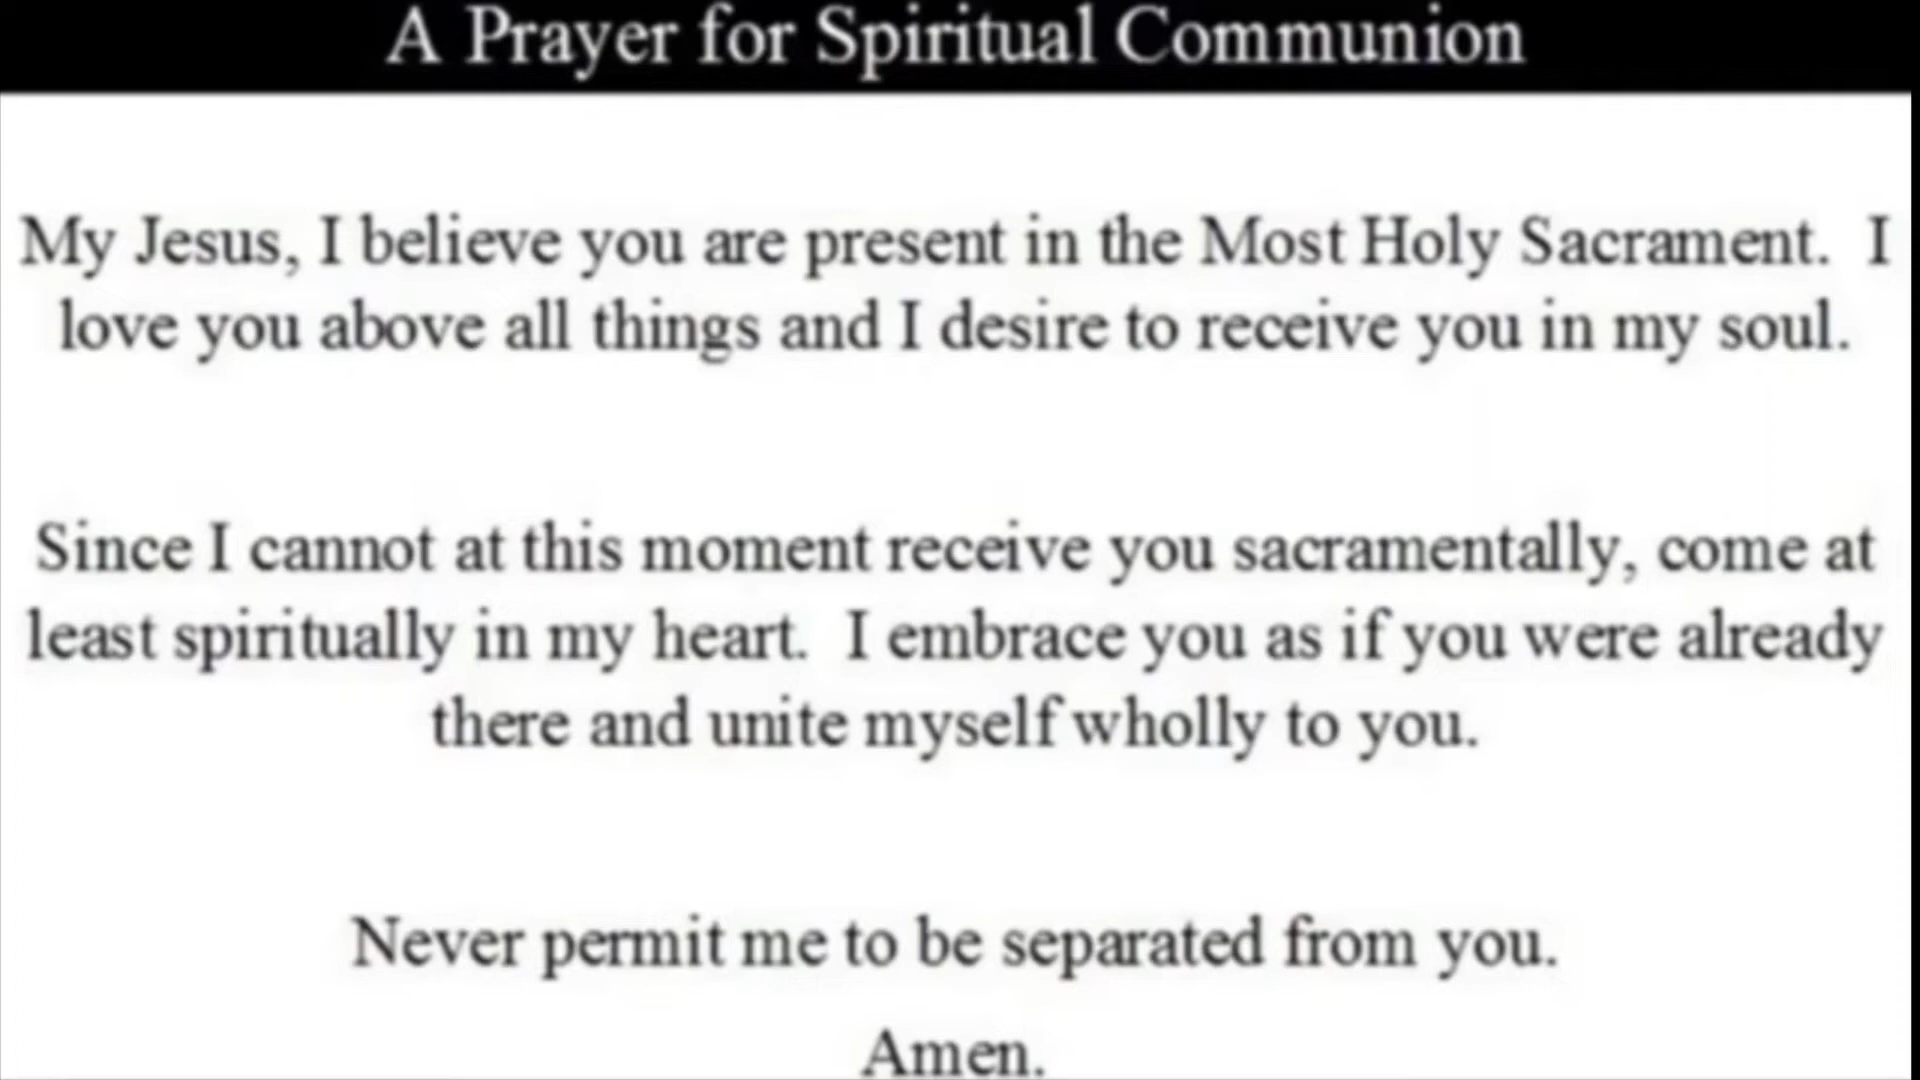 A Prayer for Spiritual Communion
My Jesus, I believe you are present in the Most Holy Sacrament.  I
love you above all things and I desire to receive you in my soul.
Since I cannot at this moment receive you sacramentally, come at
least spiritually in my heart.  I embrace you as if you were already
there and unite myself wholly to you.
Never permit me to be separated from you.
Amen.